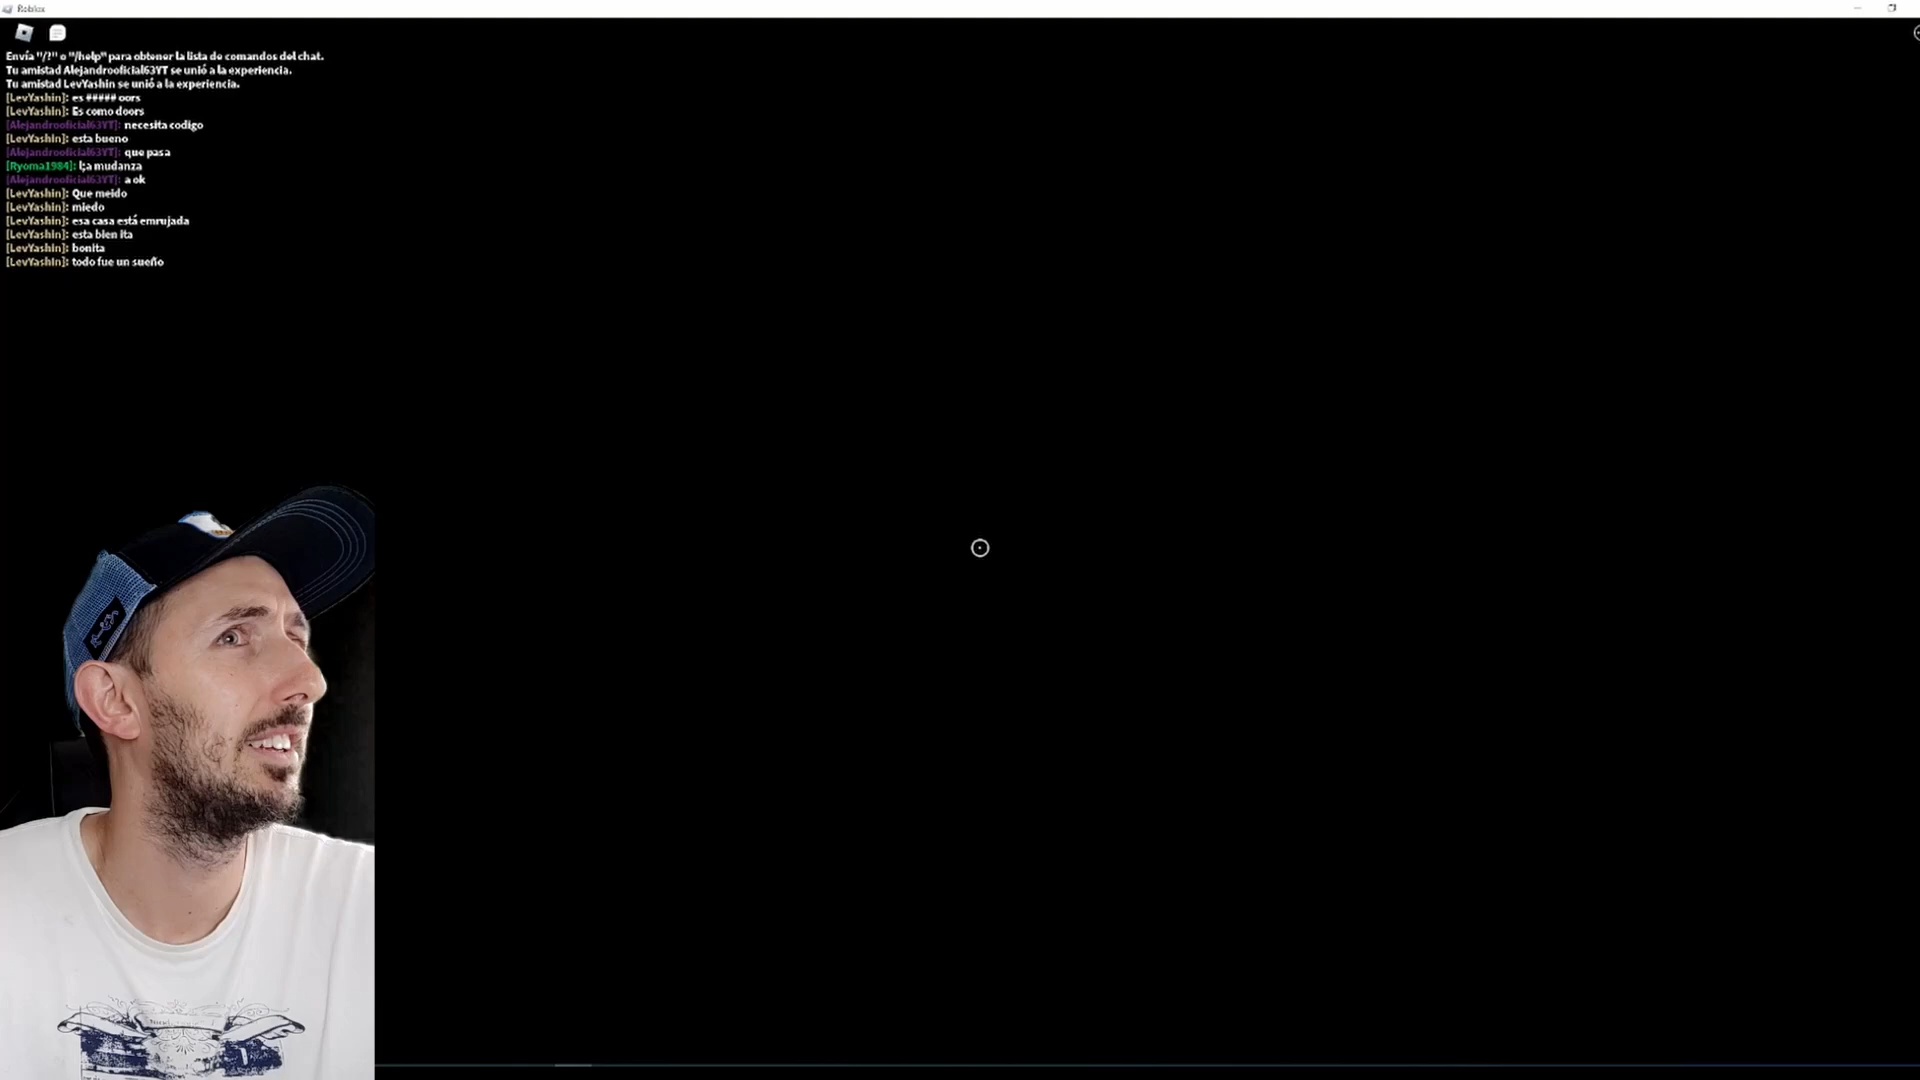 Roblox
Envía "/?" o "/help" para obtener la lista de comandos del chat.
Tu amistad Alejandrooficial63YT se unió a la experiencia.
Tu amistad LevYashin se unió a la experiencia.
[LevYashin]: es ##### oors
[LevYashin]: Es como doors
[Alejandrooficial63YT]: necesita codigo
[LevYashin]: esta bueno
[Alejandrooficial63YT]: que pasa
[Ryoma1984]: l;a mudanza
[Alejandrooficial63YT]: a ok
[LevYashin]: Que meido
[LevYashin]: miedo
[LevYashin]: esa casa está emrujada
[LevYashin]: esta bien ita
[LevYashin]: bonita
[LevYashin]: todo fue un sueño